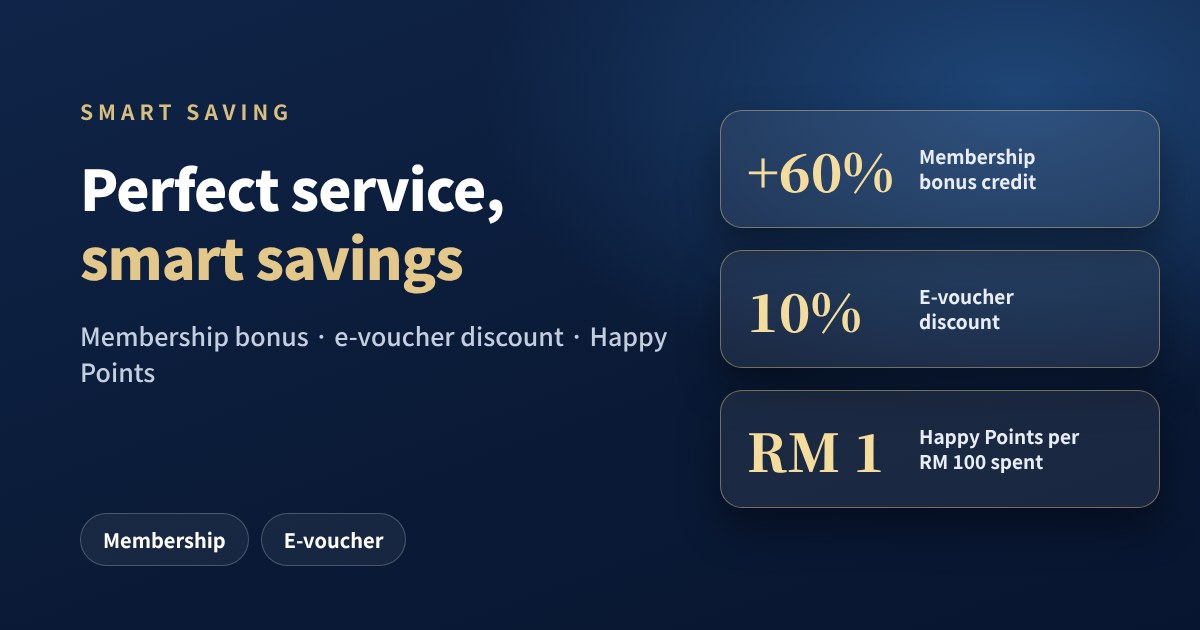 SMART SAVING
Perfect service,
smart savings
Membership bonus · e-voucher discount · Happy
Points
Membership
E-voucher
+60%
Membership
bonus credit
10%
E-voucher
discount
RM 1
Happy Points per
RM 100 spent